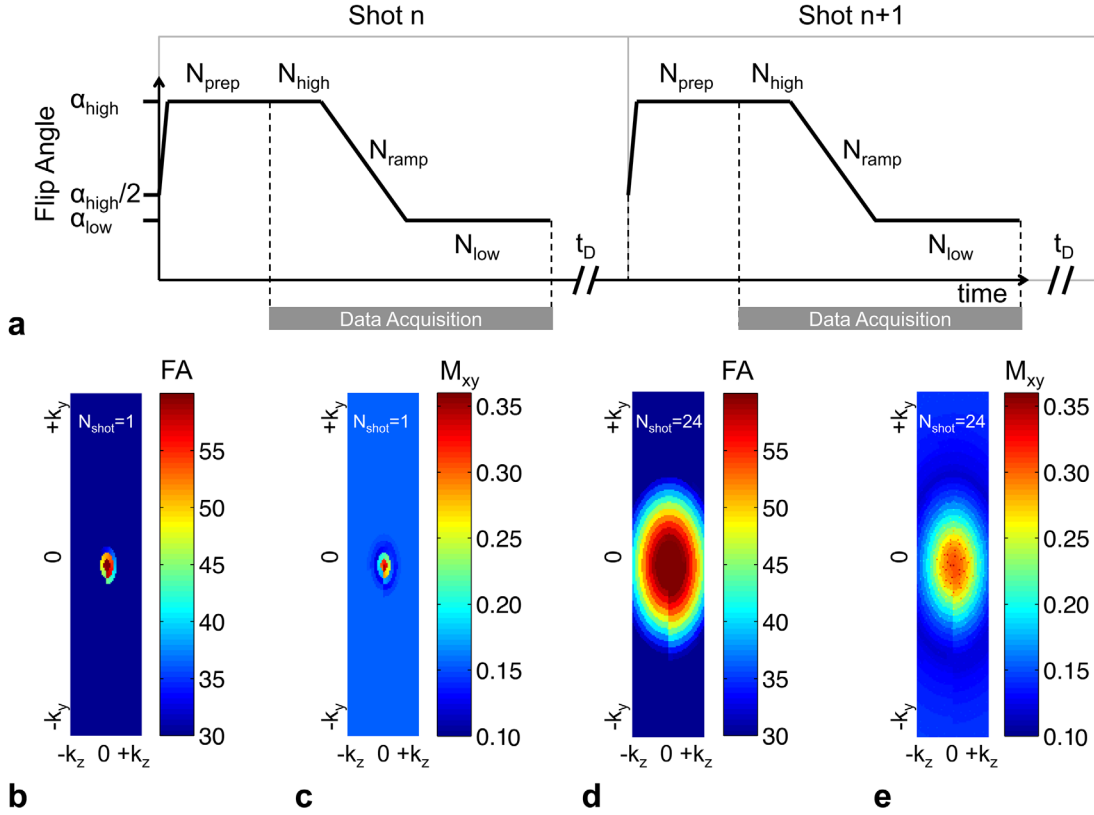 Shot n Shot n+1
Flip Angle
α_high
α_high/2
α_low
N_prep N_high N_ramp N_low t_D
N_prep N_high N_ramp N_low t_D
time
Data Acquisition Data Acquisition
a
FA
N_shot=1
+k_y
0
-k_y
-k_z 0 +k_z
55
50
45
40
35
30
b
M_xy
N_shot=1
+k_y
0
-k_y
-k_z 0 +k_z
0.35
0.30
0.25
0.20
0.15
0.10
c
FA
N_shot=24
+k_y
0
-k_y
-k_z 0 +k_z
55
50
45
40
35
30
d
M_xy
N_shot=24
+k_y
0
-k_y
-k_z 0 +k_z
0.35
0.30
0.25
0.20
0.15
0.10
e